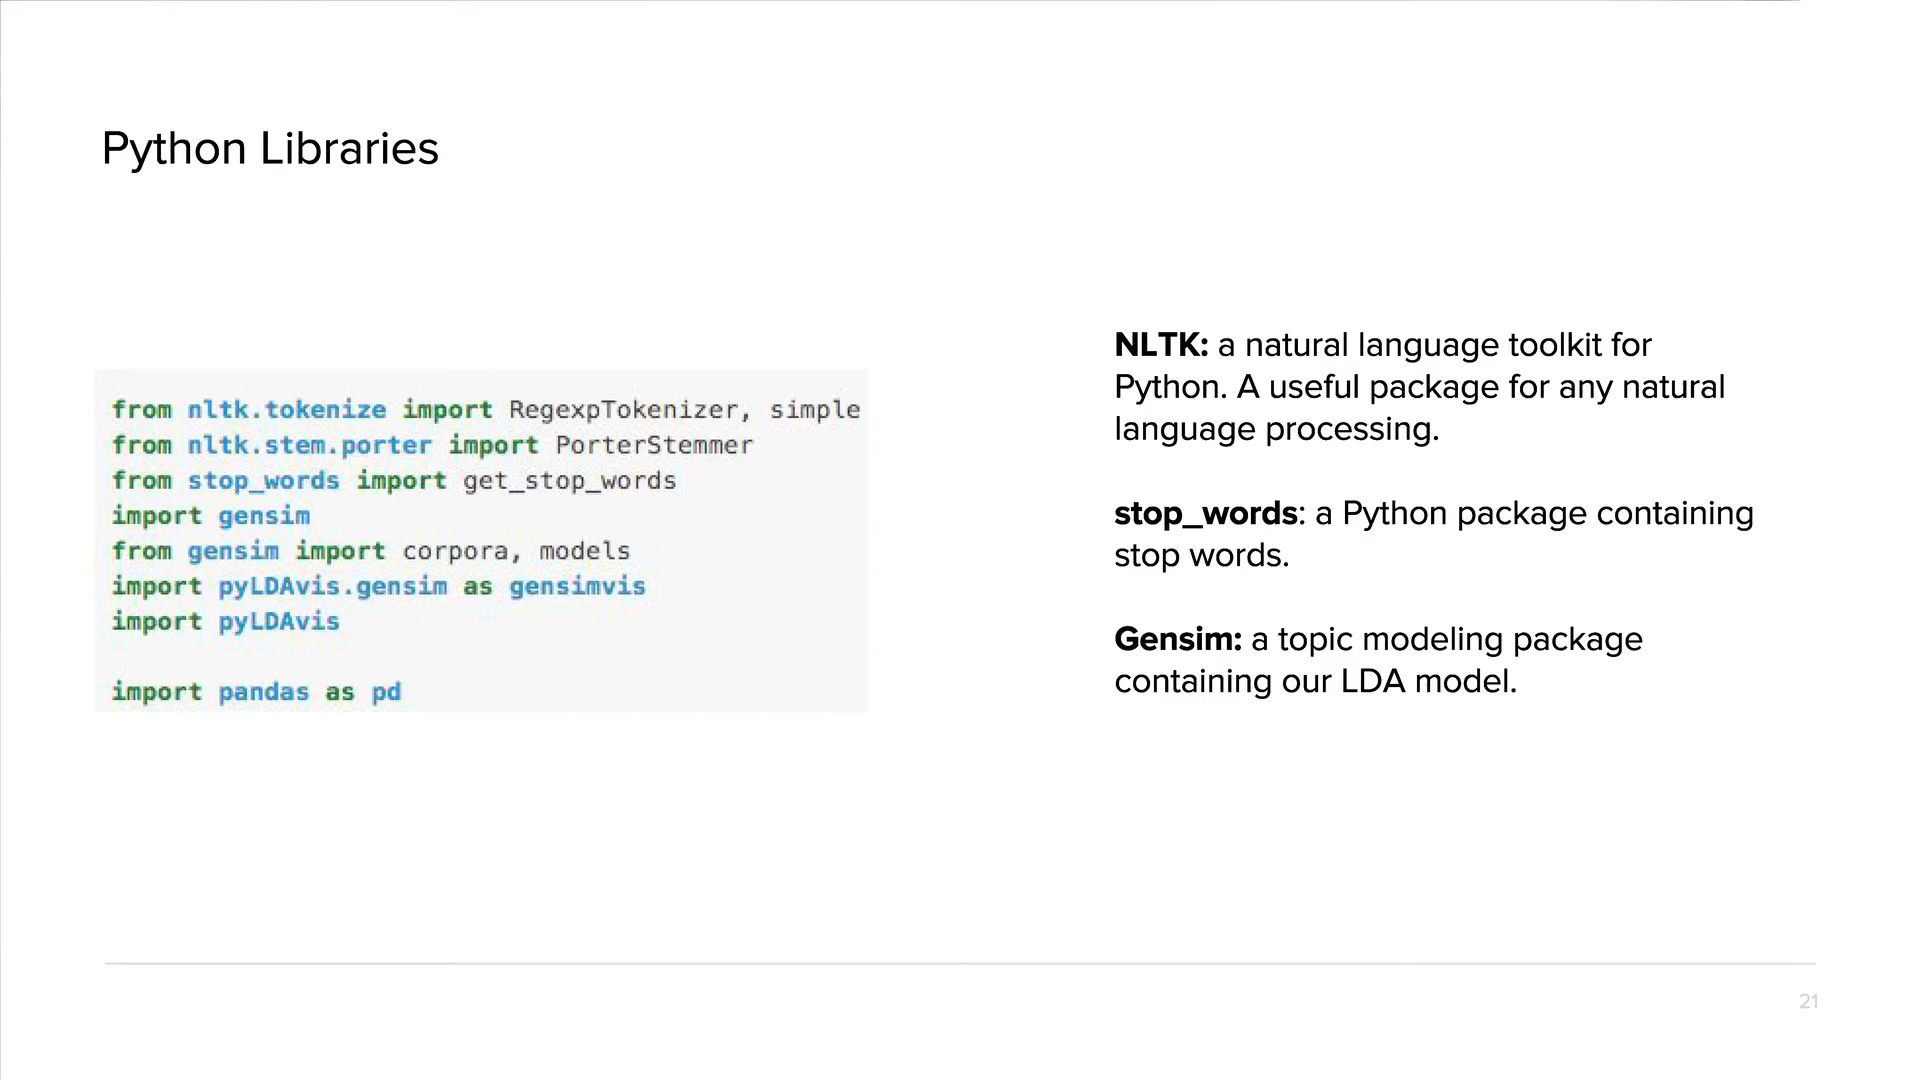 Python Libraries
from nltk.tokenize import RegexpTokenizer, simple
from nltk.stem.porter import PorterStemmer
from stop_words import get_stop_words
import gensim
from gensim import corpora, models
import pyLDAvis.gensim as gensimvis
import pyLDAvis
import pandas as pd
NLTK: a natural language toolkit for
Python. A useful package for any natural
language processing.
stop_words: a Python package containing
stop words.
Gensim: a topic modeling package
containing our LDA model.
21